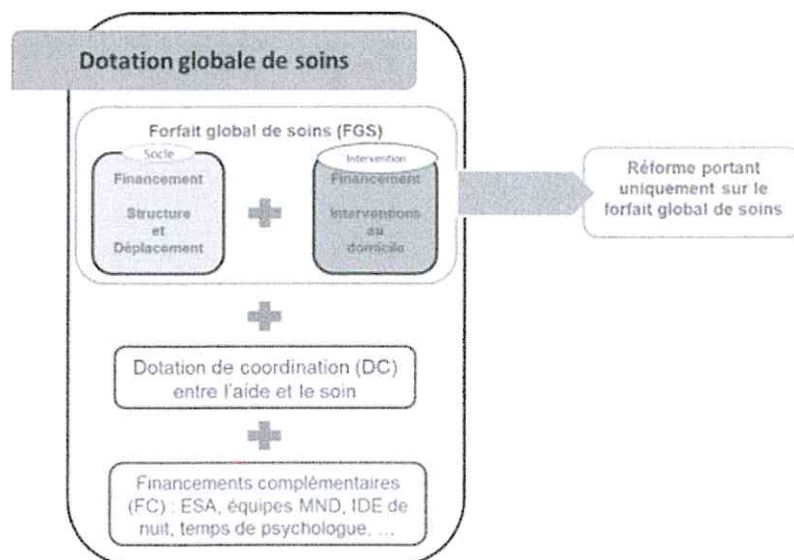 Dotation globale de soins
Forfait global de soins (FGS)
Socle
Financement
Structure
et
Déplacement
Intervention
Financement
Interventions
au
domicile
Réforme portant
uniquement sur le
forfait global de soins
Dotation de coordination (DC)
entre l'aide et le soin
Financements complémentaires
(FC) : ESA, équipes MND, IDE de
nuit, temps de psychologue, …